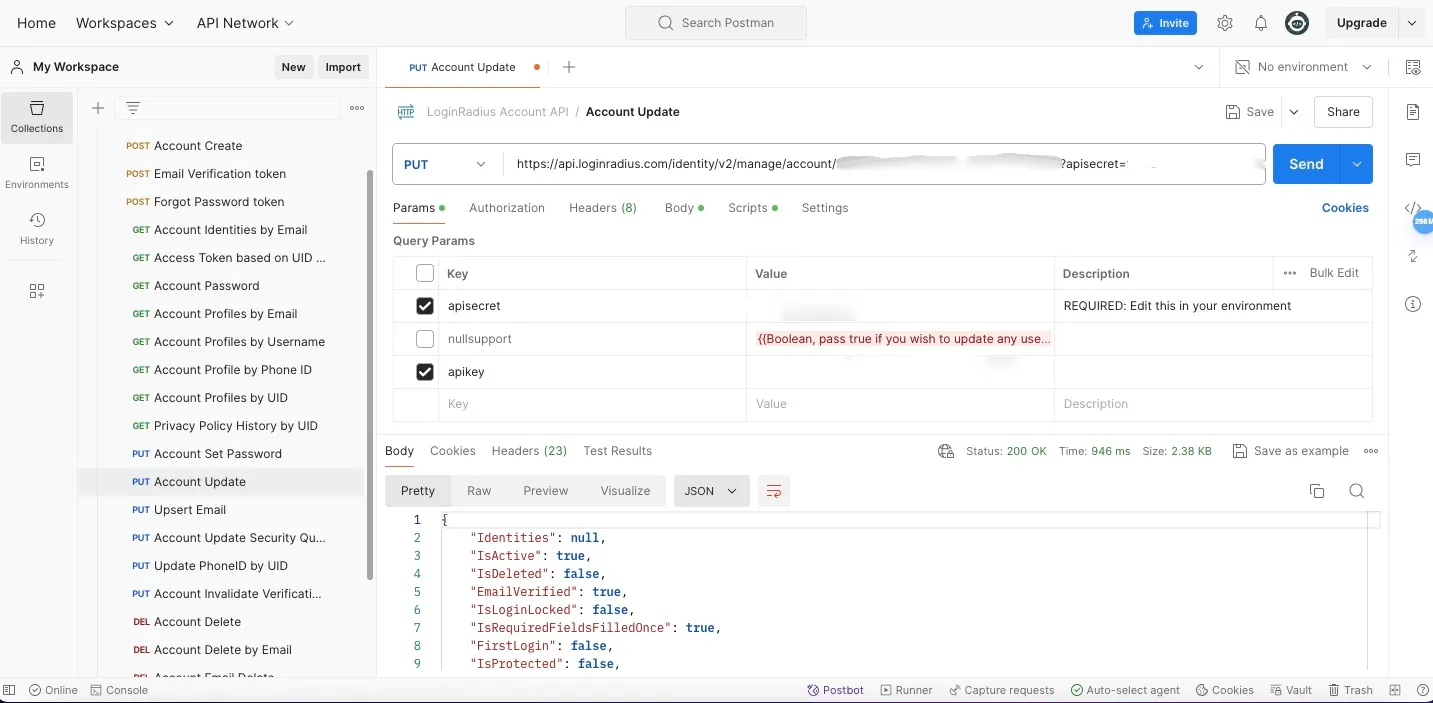 Home Workspaces API Network Search Postman Invite Upgrade
My Workspace New Import PUT Account Update No environment
Collections
Environments
History
POST Account Create
POST Email Verification token
POST Forgot Password token
GET Account Identities by Email
GET Access Token based on UID ...
GET Account Password
GET Account Profiles by Email
GET Account Profiles by Username
GET Account Profile by Phone ID
GET Account Profiles by UID
GET Privacy Policy History by UID
PUT Account Set Password
PUT Account Update
PUT Upsert Email
PUT Account Update Security Qu...
PUT Update PhoneID by UID
PUT Account Invalidate Verificati...
DEL Account Delete
DEL Account Delete by Email
HTTP LoginRadius Account API / Account Update Save Share
PUT https://api.loginradius.com/identity/v2/manage/account/ ?apisecret= Send
Params Authorization Headers (8) Body Scripts Settings Cookies
Query Params
Key Value Description Bulk Edit
apisecret REQUIRED: Edit this in your environment
nullsupport {{Boolean, pass true if you wish to update any use...
apikey
Key Value Description
Body Cookies Headers (23) Test Results Status: 200 OK Time: 946 ms Size: 2.38 KB Save as example
Pretty Raw Preview Visualize JSON
1 {
2 "Identities": null,
3 "IsActive": true,
4 "IsDeleted": false,
5 "EmailVerified": true,
6 "IsLoginLocked": false,
7 "IsRequiredFieldsFilledOnce": true,
8 "FirstLogin": false,
9 "IsProtected": false,
Online Console Postbot Runner Capture requests Auto-select agent Cookies Vault Trash